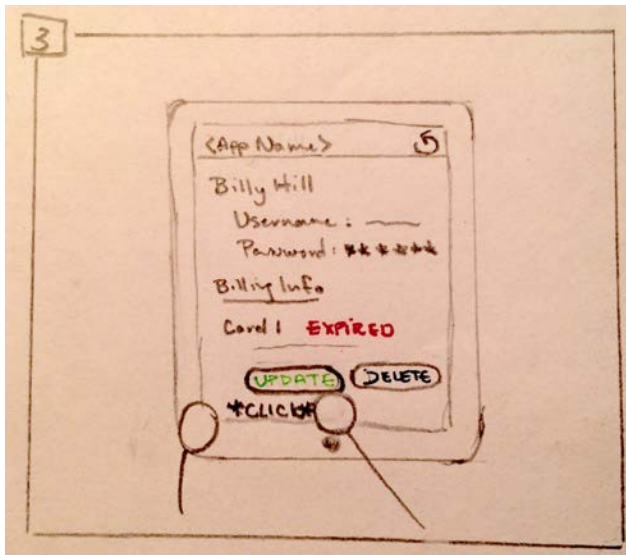 3
<App Name>
Billy Hill
Username :
Password : ******
Billing Info
Card 1 EXPIRED
UPDATE DELETE
*CLICK*